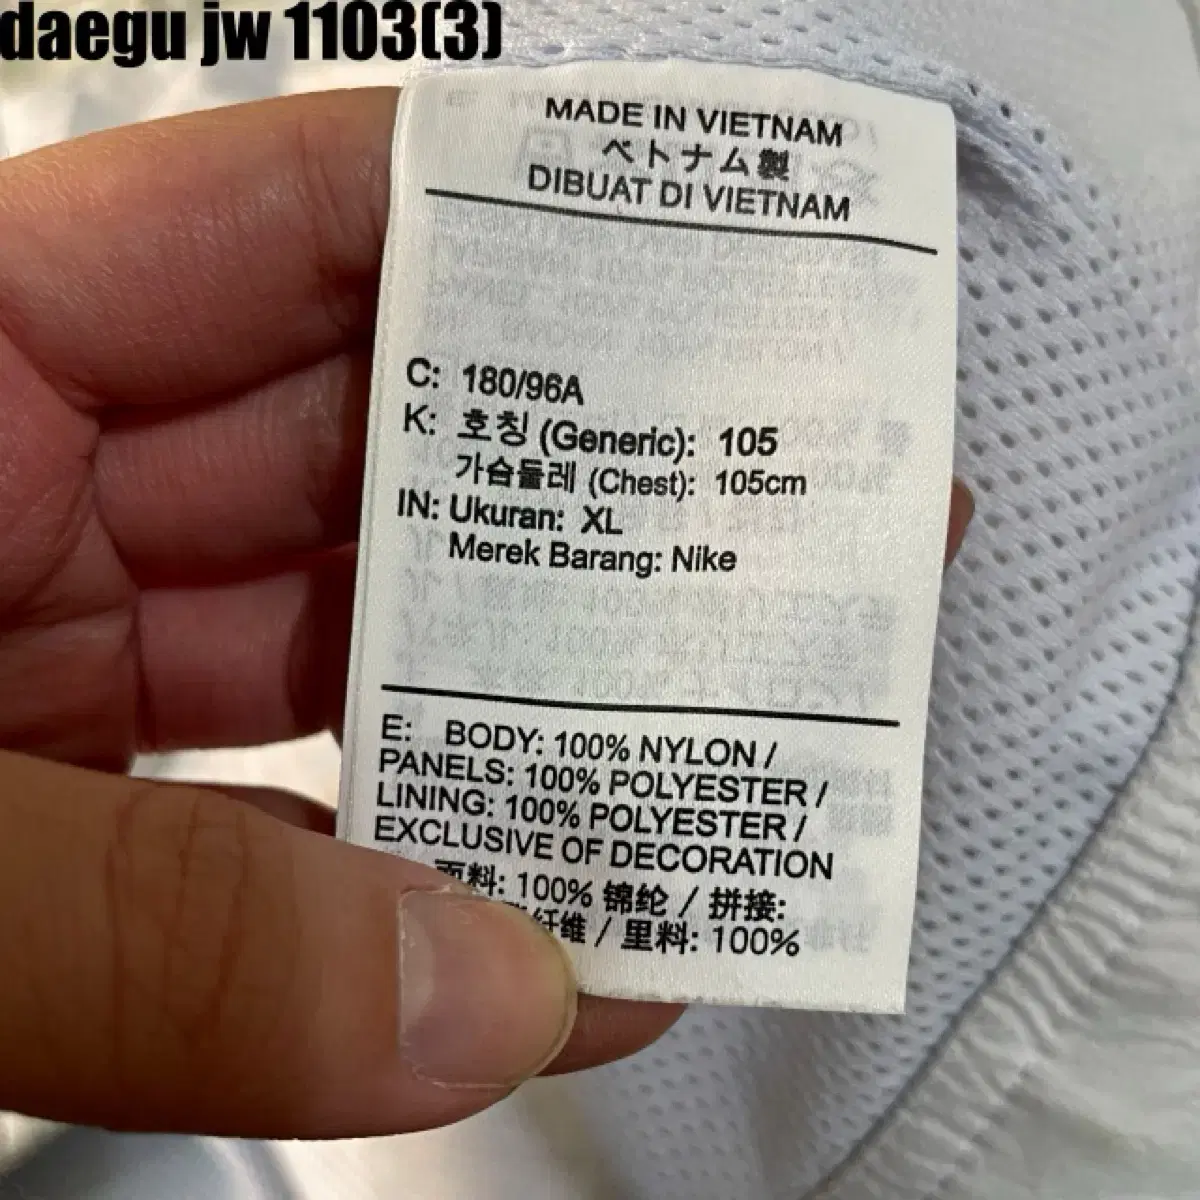 daegu jw 1103(3)
MADE IN VIETNAM
ベトナム製
DIBUAT DI VIETNAM
C: 180/96A
K: 호칭 (Generic): 105
가슴둘레 (Chest): 105cm
IN: Ukuran: XL
Merek Barang: Nike
E: BODY: 100% NYLON /
PANELS: 100% POLYESTER /
LINING: 100% POLYESTER /
EXCLUSIVE OF DECORATION
面料: 100% 锦纶 / 拼接:
纤维 / 里料: 100%